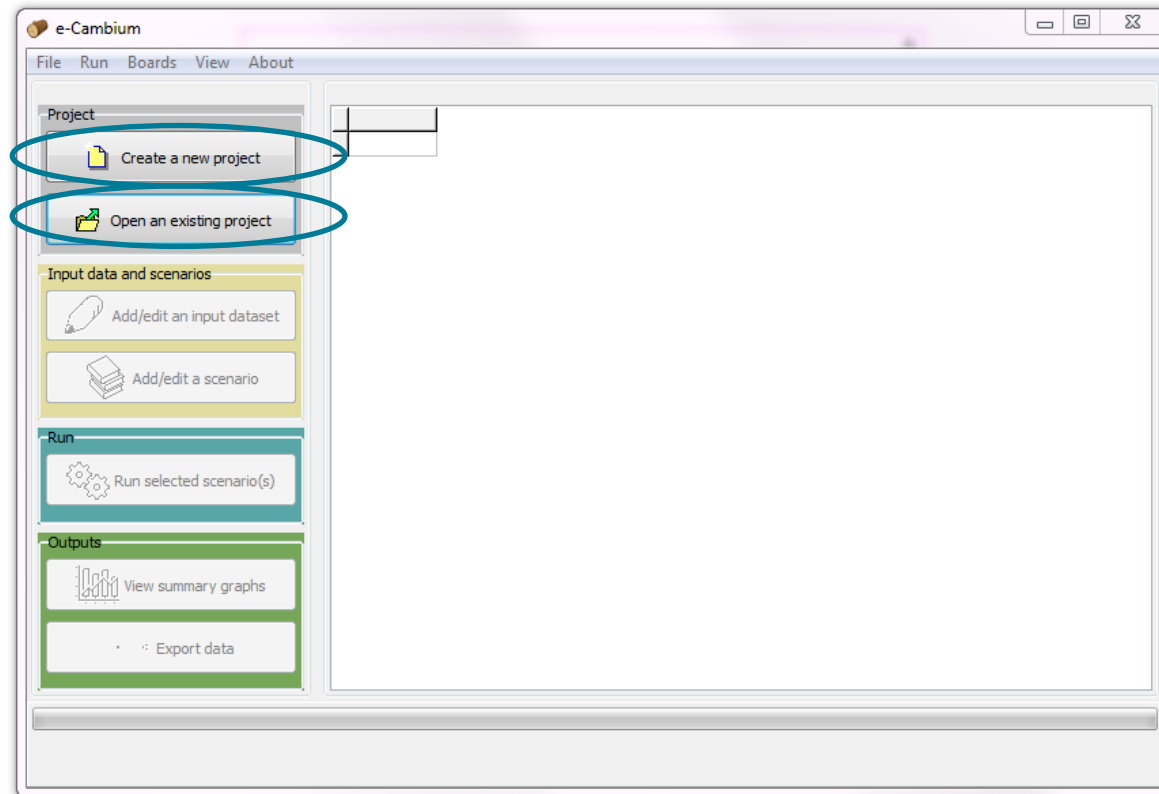 e-Cambium
File Run Boards View About
Project
Create a new project
Open an existing project
Input data and scenarios
Add/edit an input dataset
Add/edit a scenario
Run
Run selected scenario(s)
Outputs
View summary graphs
Export data